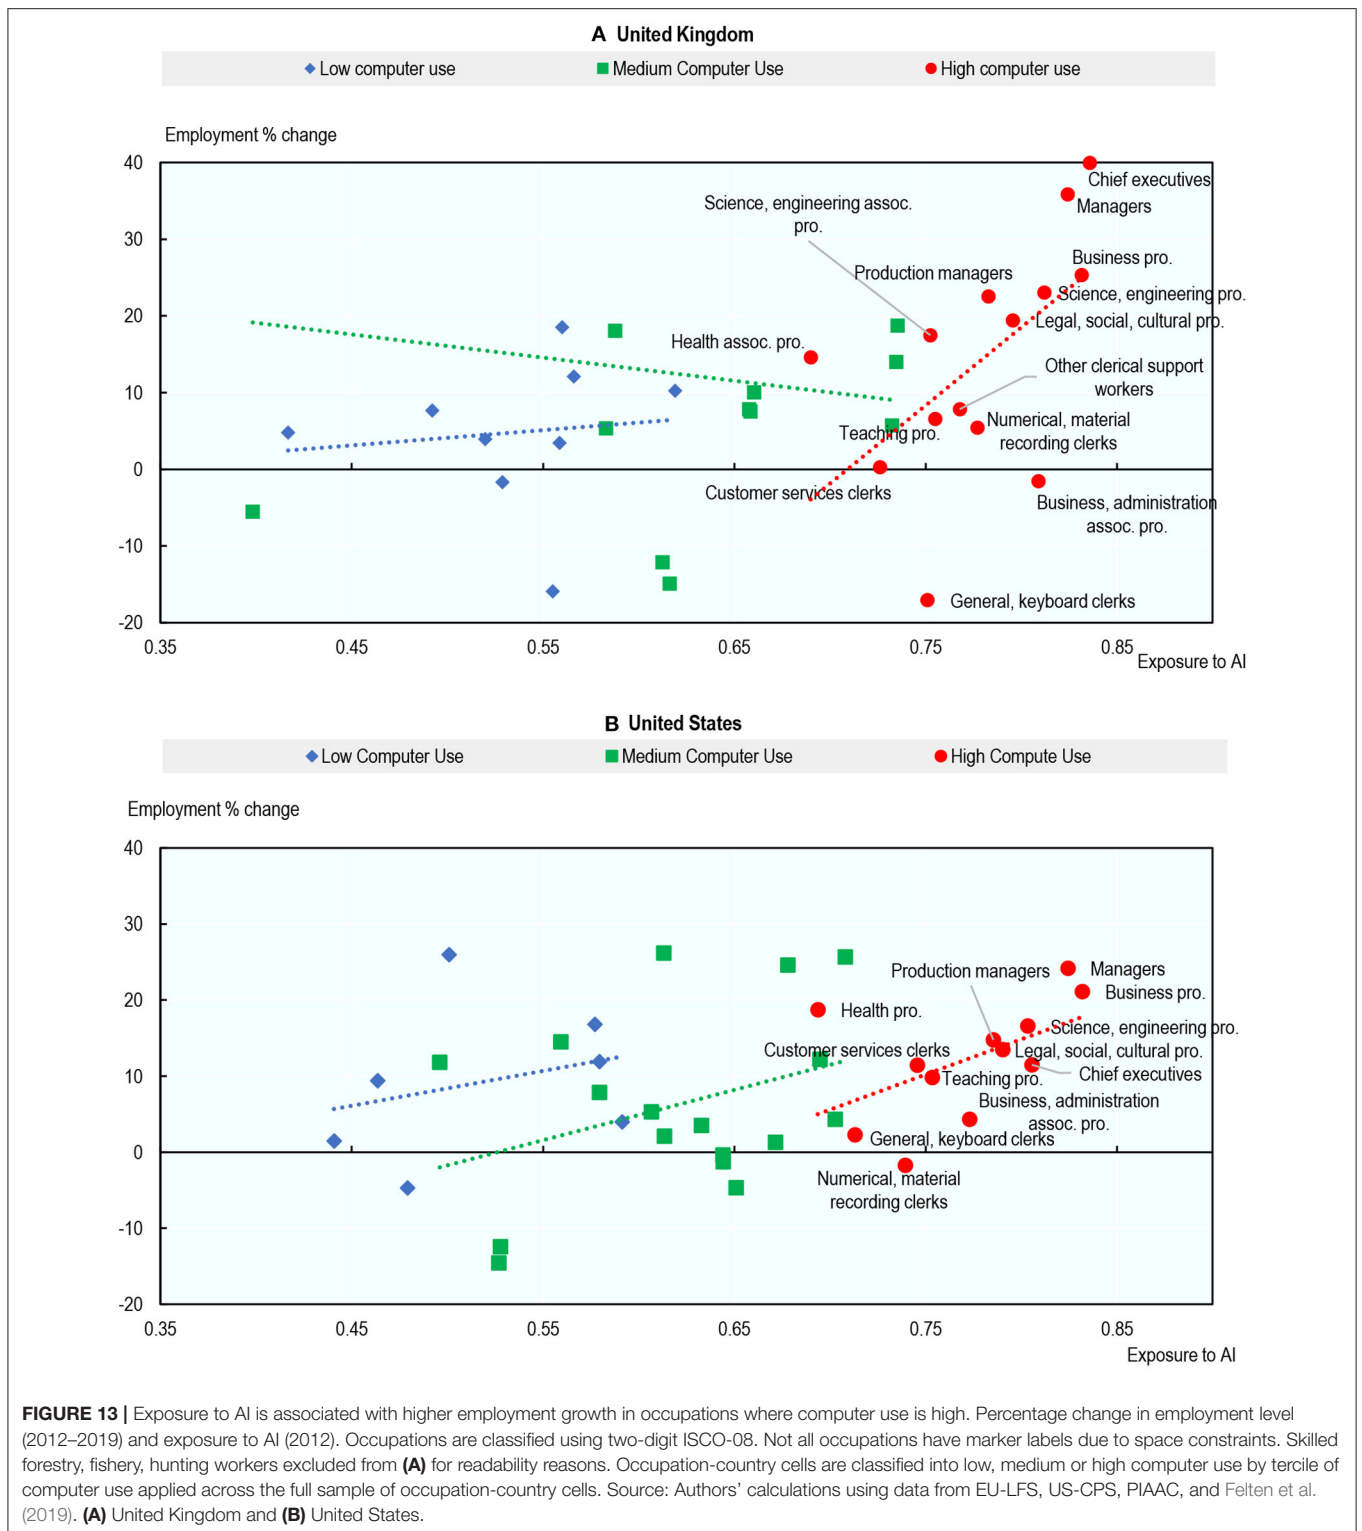 A United Kingdom
Low computer use
Medium Computer Use
High computer use
Employment % change
40
30
20
10
0
-10
-20
0.35
0.45
0.55
0.65
0.75
0.85
Exposure to AI
Chief executives
Managers
Science, engineering assoc.
pro.
Business pro.
Production managers
Science, engineering pro.
Legal, social, cultural pro.
Health assoc. pro.
Other clerical support
workers
Numerical, material
recording clerks
Teaching pro.
Customer services clerks
Business, administration
assoc. pro.
General, keyboard clerks
B United States
Low Computer Use
Medium Computer Use
High Compute Use
Employment % change
40
30
20
10
0
-10
-20
0.35
0.45
0.55
0.65
0.75
0.85
Exposure to AI
Production managers
Managers
Business pro.
Health pro.
Science, engineering pro.
Customer services clerks
Legal, social, cultural pro.
Chief executives
Teaching pro.
Business, administration
assoc. pro.
General, keyboard clerks
Numerical, material
recording clerks
FIGURE 13 | Exposure to AI is associated with higher employment growth in occupations where computer use is high. Percentage change in employment level
(2012–2019) and exposure to AI (2012). Occupations are classified using two-digit ISCO-08. Not all occupations have marker labels due to space constraints. Skilled
forestry, fishery, hunting workers excluded from (A) for readability reasons. Occupation-country cells are classified into low, medium or high computer use by tercile of
computer use applied across the full sample of occupation-country cells. Source: Authors' calculations using data from EU-LFS, US-CPS, PIAAC, and Felten et al.
(2019). (A) United Kingdom and (B) United States.